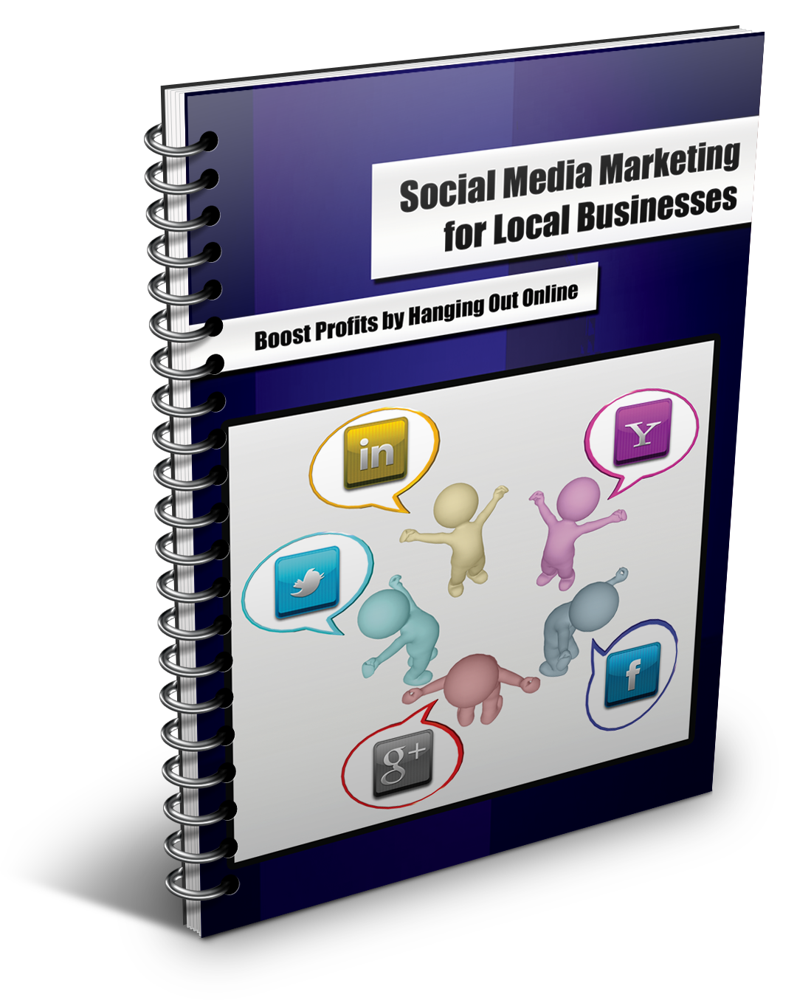 Social Media Marketing
for Local Businesses
Boost Profits by Hanging Out Online
in
Y
f
g+